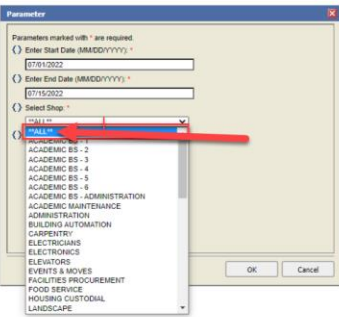 Parameter
Parameters marked with * are required.
Enter Start Date (MM/DD/YYYY): *
07/01/2022
Enter End Date (MM/DD/YYYY): *
07/15/2022
Select Shop: *
**ALL**
**ALL**
ACADEMIC BS - 1
ACADEMIC BS - 2
ACADEMIC BS - 3
ACADEMIC BS - 4
ACADEMIC BS - 5
ACADEMIC BS - 6
ACADEMIC BS - ADMINISTRATION
ACADEMIC MAINTENANCE
ADMINISTRATION
BUILDING AUTOMATION
CARPENTRY
ELECTRICIANS
ELECTRONICS
ELEVATORS
EVENTS & MOVES
FACILITIES PROCUREMENT
FOOD SERVICE
HOUSING CUSTODIAL
LANDSCAPE
OK Cancel